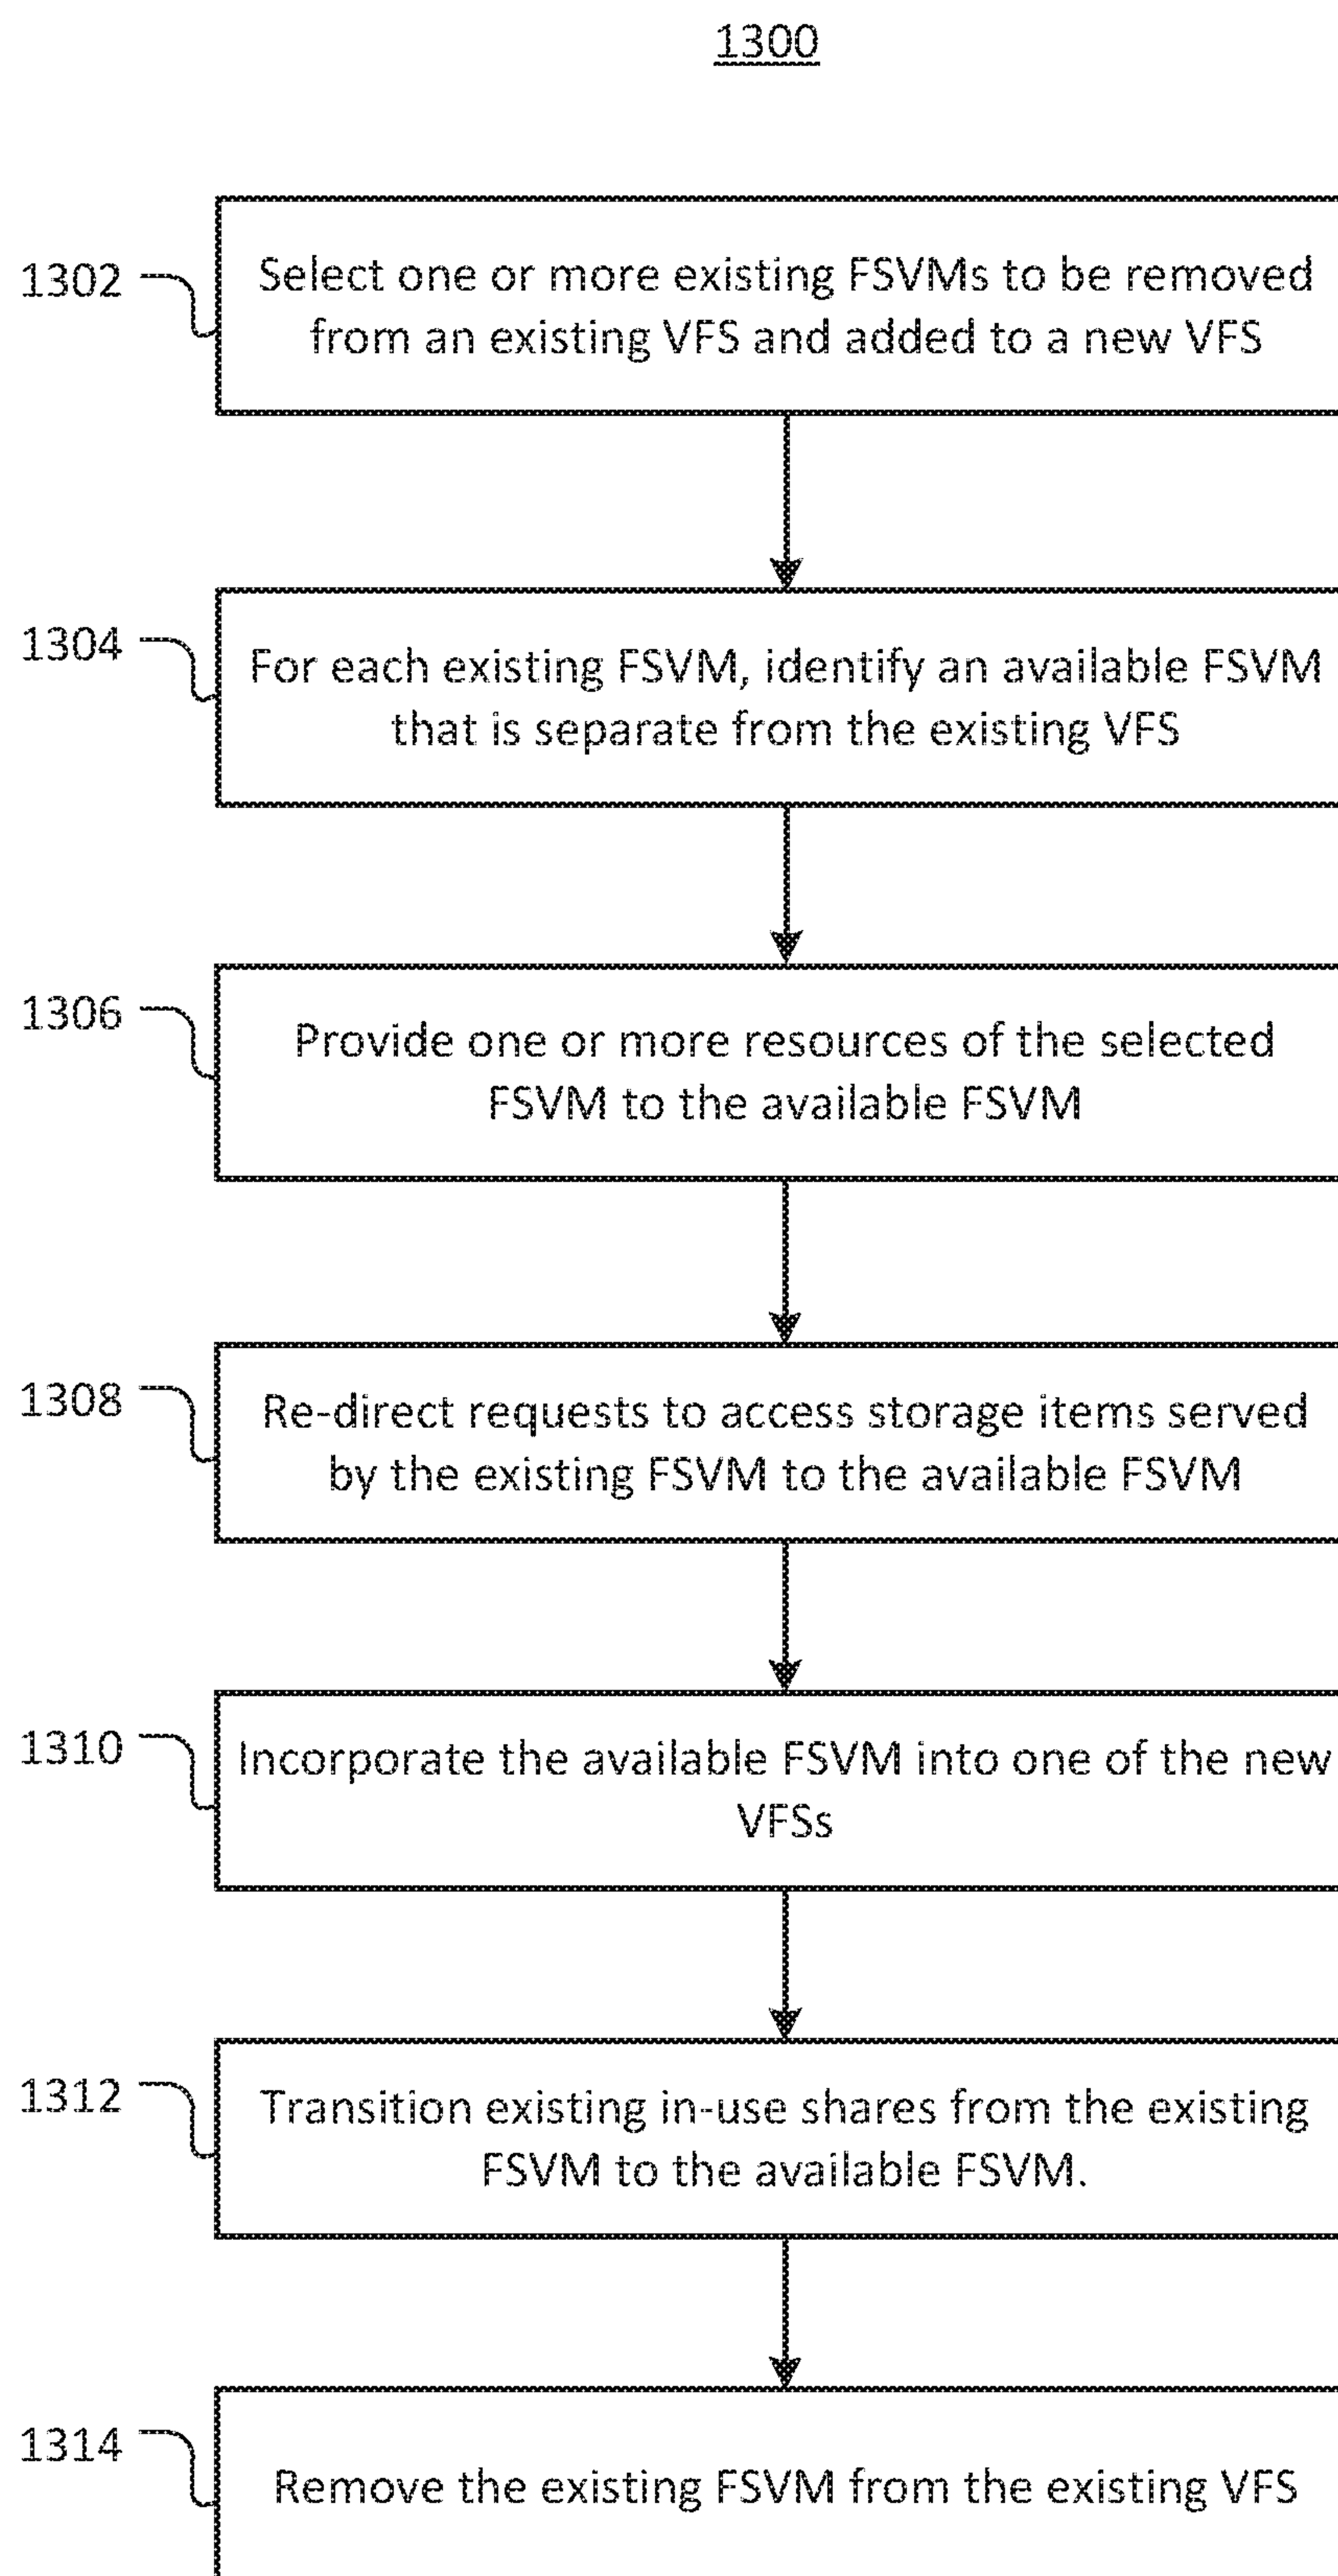 1300
1302
Select one or more existing FSVMs to be removed
from an existing VFS and added to a new VFS
1304
For each existing FSVM, identify an available FSVM
that is separate from the existing VFS
1306
Provide one or more resources of the selected
FSVM to the available FSVM
1308
Re-direct requests to access storage items served
by the existing FSVM to the available FSVM
1310
Incorporate the available FSVM into one of the new
VFSs
1312
Transition existing in-use shares from the existing
FSVM to the available FSVM.
1314
Remove the existing FSVM from the existing VFS